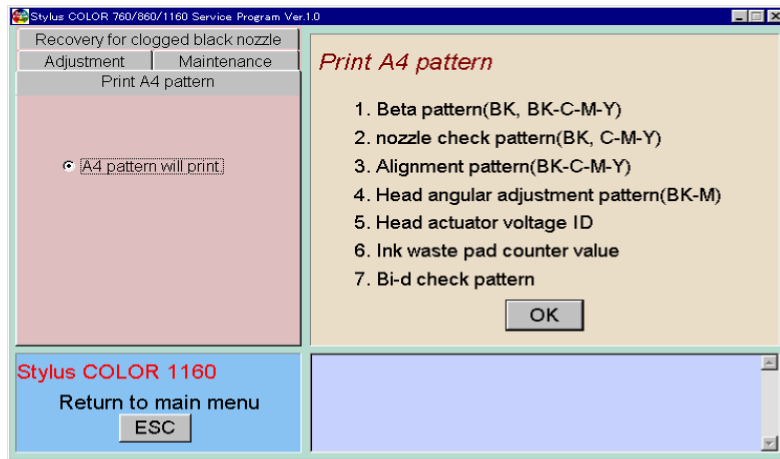 Stylus COLOR 760/860/1160 Service Program Ver.1.0
Recovery for clogged black nozzle
Adjustment
Maintenance
Print A4 pattern
A4 pattern will print.
Print A4 pattern
1. Beta pattern(BK, BK-C-M-Y)
2. nozzle check pattern(BK, C-M-Y)
3. Alignment pattern(BK-C-M-Y)
4. Head angular adjustment pattern(BK-M)
5. Head actuator voltage ID
6. Ink waste pad counter value
7. Bi-d check pattern
OK
Stylus COLOR 1160
Return to main menu
ESC